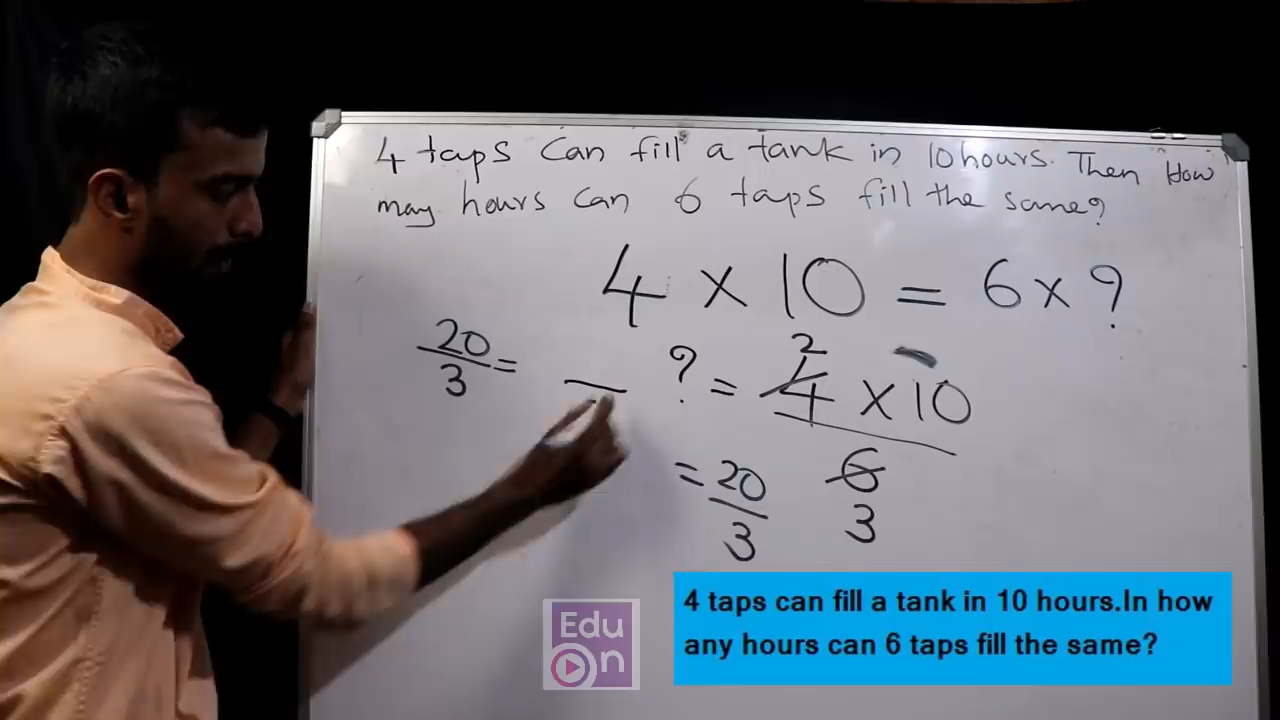 4 taps Can fill a tank in 10 hours. Then How
may hours can 6 taps fill the same?
4 × 10 = 6 × ?
20/3 =
? = 4 × 10 / 6
2
3
= 20/3
4 taps can fill a tank in 10 hours.In how
any hours can 6 taps fill the same?
Edu
On